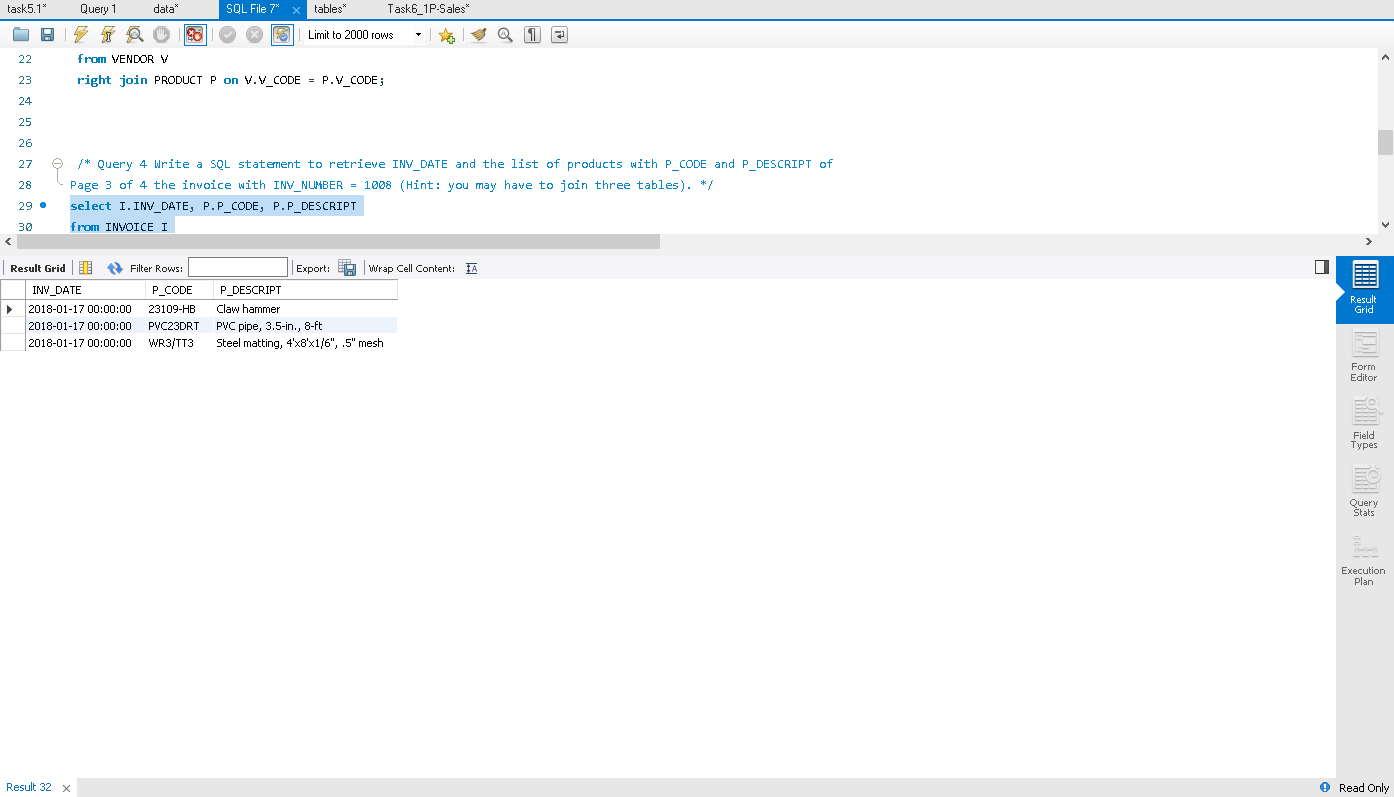 task5.1* Query 1 data* SQL File 7* tables* Task6_1P-Sales*
Limit to 2000 rows
22 from VENDOR V
23 right join PRODUCT P on V.V_CODE = P.V_CODE;
24
25
26
27 /* Query 4 Write a SQL statement to retrieve INV_DATE and the list of products with P_CODE and P_DESCRIPT of
28 Page 3 of 4 the invoice with INV_NUMBER = 1008 (Hint: you may have to join three tables). */
29 select I.INV_DATE, P.P_CODE, P.P_DESCRIPT
30 from INVOICE I
Result Grid Filter Rows: Export: Wrap Cell Content:
INV_DATE P_CODE P_DESCRIPT
2018-01-17 00:00:00 23109-HB Claw hammer
2018-01-17 00:00:00 PVC23DRT PVC pipe, 3.5-in., 8-ft
2018-01-17 00:00:00 WR3/TT3 Steel matting, 4'x8'x1/6", .5" mesh
Result
Grid
Form
Editor
Field
Types
Query
Stats
Execution
Plan
Result 32
Read Only